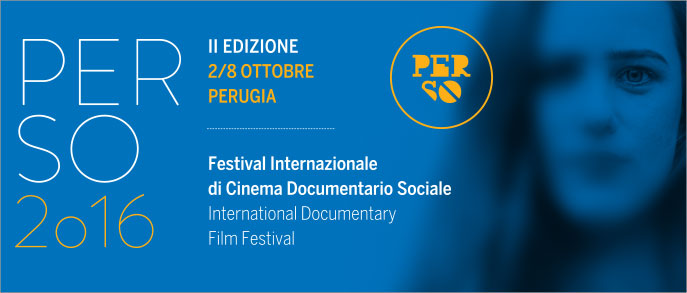 PER
SO
2016
II EDIZIONE
2/8 OTTOBRE
PERUGIA
Festival Internazionale
di Cinema Documentario Sociale
International Documentary
Film Festival
PER
SO